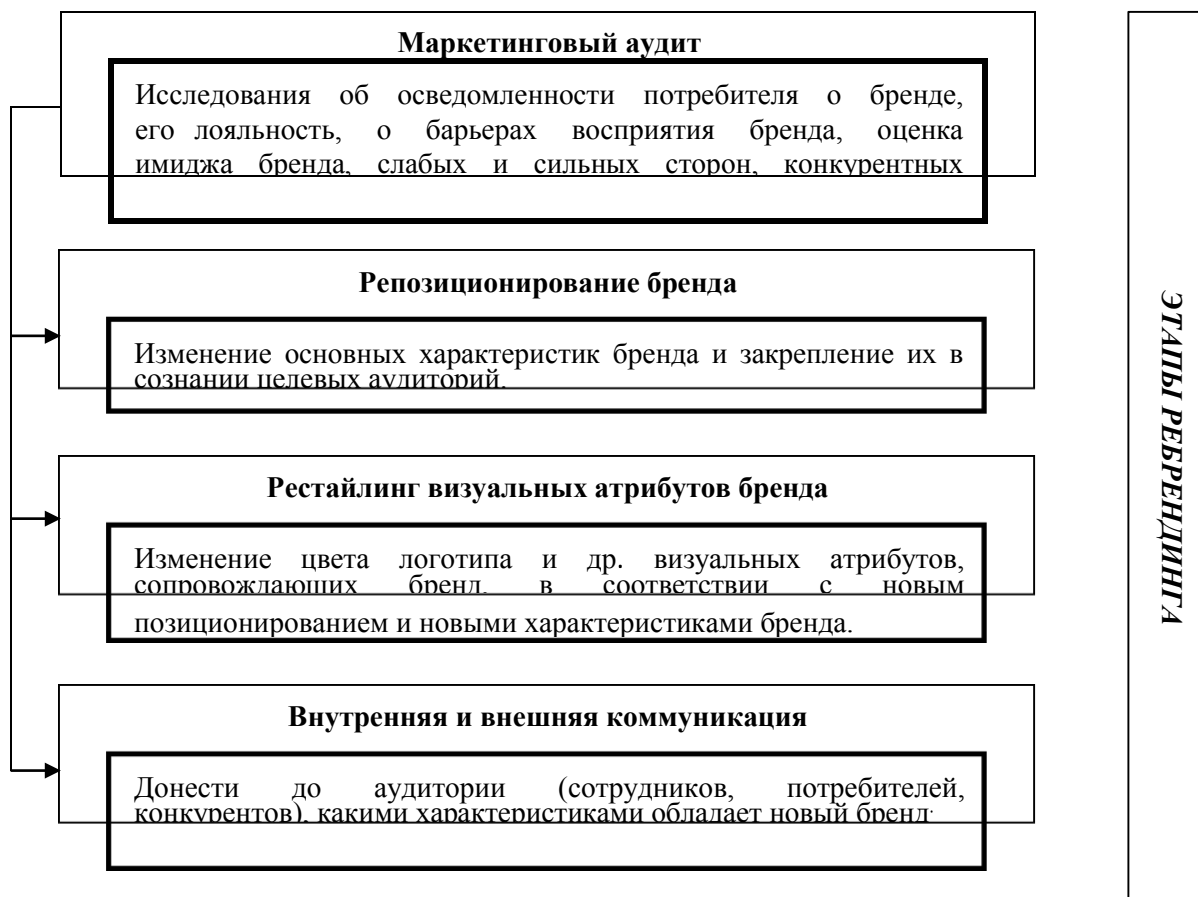 Маркетинговый аудит
Исследования об осведомленности потребителя о бренде,
его лояльность, о барьерах восприятия бренда, оценка
имиджа бренда, слабых и сильных сторон, конкурентных
Репозиционирование бренда
Изменение основных характеристик бренда и закрепление их в
сознании целевых аудиторий.
Рестайлинг визуальных атрибутов бренда
Изменение цвета логотипа и др. визуальных атрибутов,
сопровождающих бренд, в соответствии с новым
позиционированием и новыми характеристиками бренда.
Внутренняя и внешняя коммуникация
Донести до аудитории (сотрудников, потребителей,
конкурентов), какими характеристиками обладает новый бренд.
ЭТАПЫ РЕБРЕНДИНГА